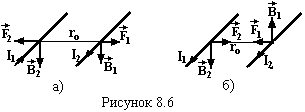 F₂ r₀ F₁
I₁ B₂ I₂ B₁
B₁
F₂ F₁
I₁ r₀ B₂ I₂
а) б)
Рисунок 8.6